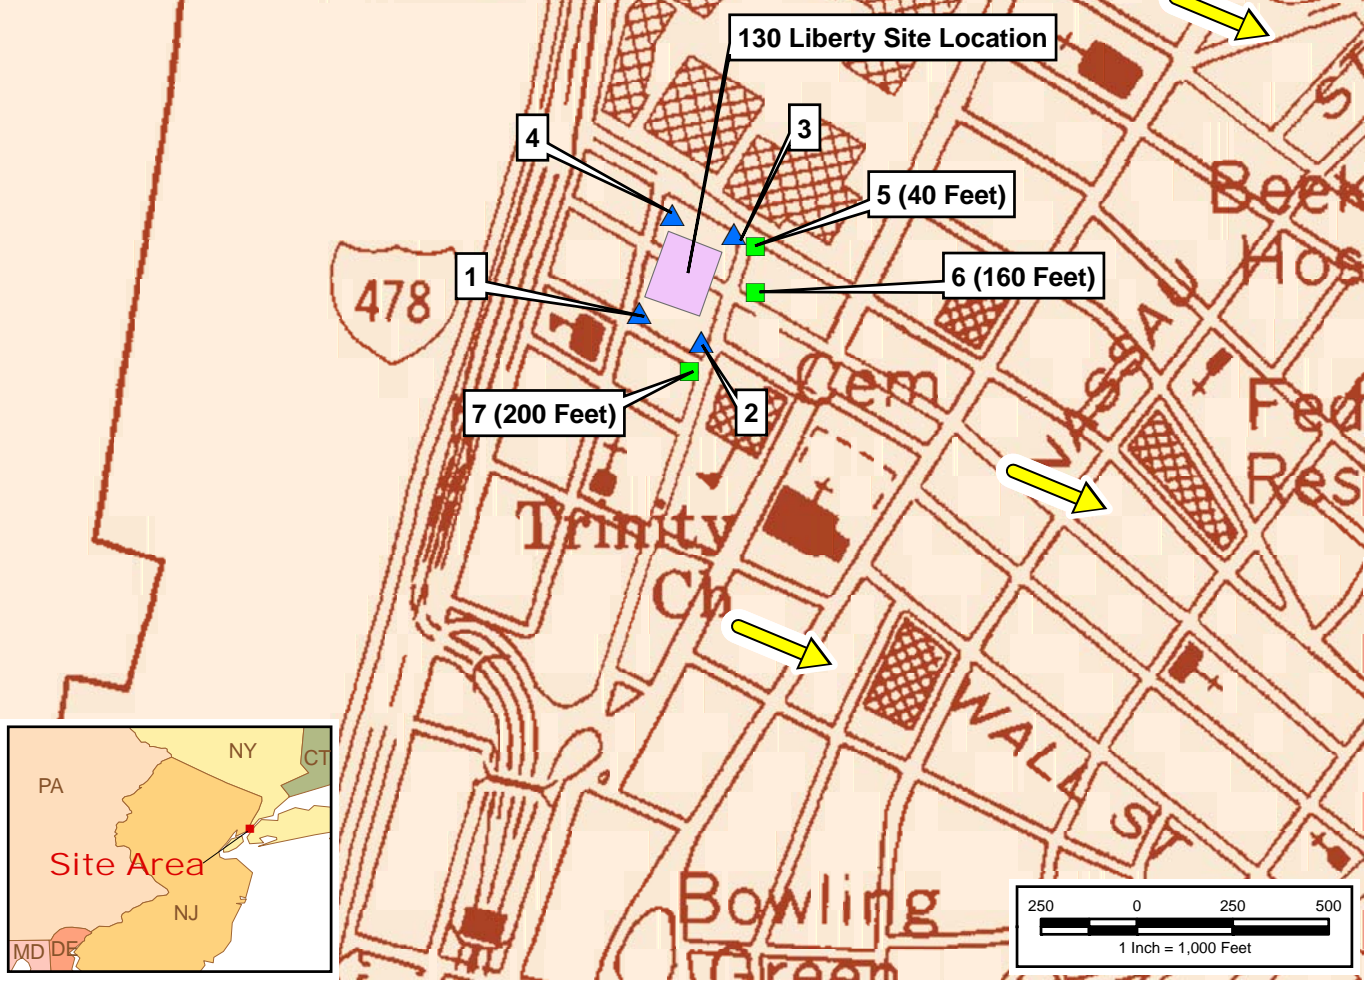 130 Liberty Site Location
ST
4
3
Beek
5 (40 Feet)
Hos
1
478
6 (160 Feet)
NASSAU
Cem
Fed
7 (200 Feet)
2
Res
Trinity
Ch
WALL ST
NY
CT
PA
Site Area
NJ
MD
DE
Bowling
Green
250 0 250 500
1 Inch = 1,000 Feet